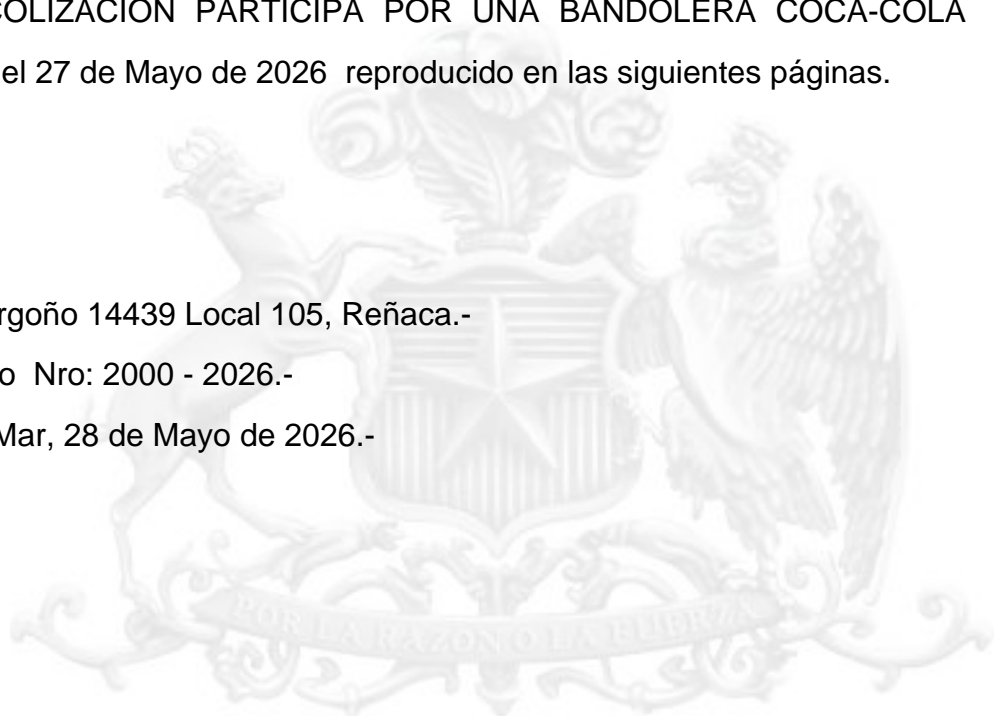 COLIZACIÓN PARTICIPA POR UNA BANDOLERA COCA-COLA
el 27 de Mayo de 2026 reproducido en las siguientes páginas.
rgoño 14439 Local 105, Reñaca.-
o Nro: 2000 - 2026.-
Mar, 28 de Mayo de 2026.-
POR LA RAZON O LA FUERZA